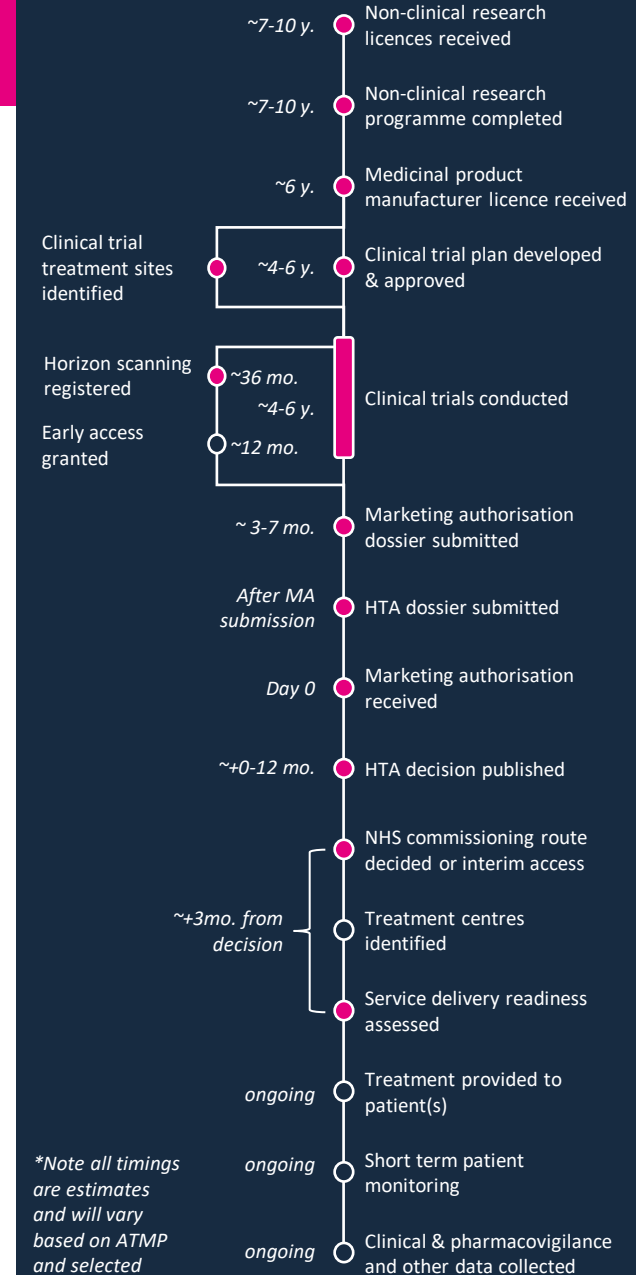 ~7-10 y.
Non-clinical research
licences received
~7-10 y.
Non-clinical research
programme completed
~6 y.
Medicinal product
manufacturer licence received
Clinical trial
treatment sites
identified
~4-6 y.
Clinical trial plan developed
& approved
Horizon scanning
registered
~36 mo.
~4-6 y.
Clinical trials conducted
Early access
granted
~12 mo.
~ 3-7 mo.
Marketing authorisation
dossier submitted
After MA
submission
HTA dossier submitted
Day 0
Marketing authorisation
received
~+0-12 mo.
HTA decision published
NHS commissioning route
decided or interim access
~+3mo. from
decision
Treatment centres
identified
Service delivery readiness
assessed
ongoing
Treatment provided to
patient(s)
ongoing
Short term patient
monitoring
ongoing
Clinical & pharmacovigilance
and other data collected
*Note all timings
are estimates
and will vary
based on ATMP
and selected